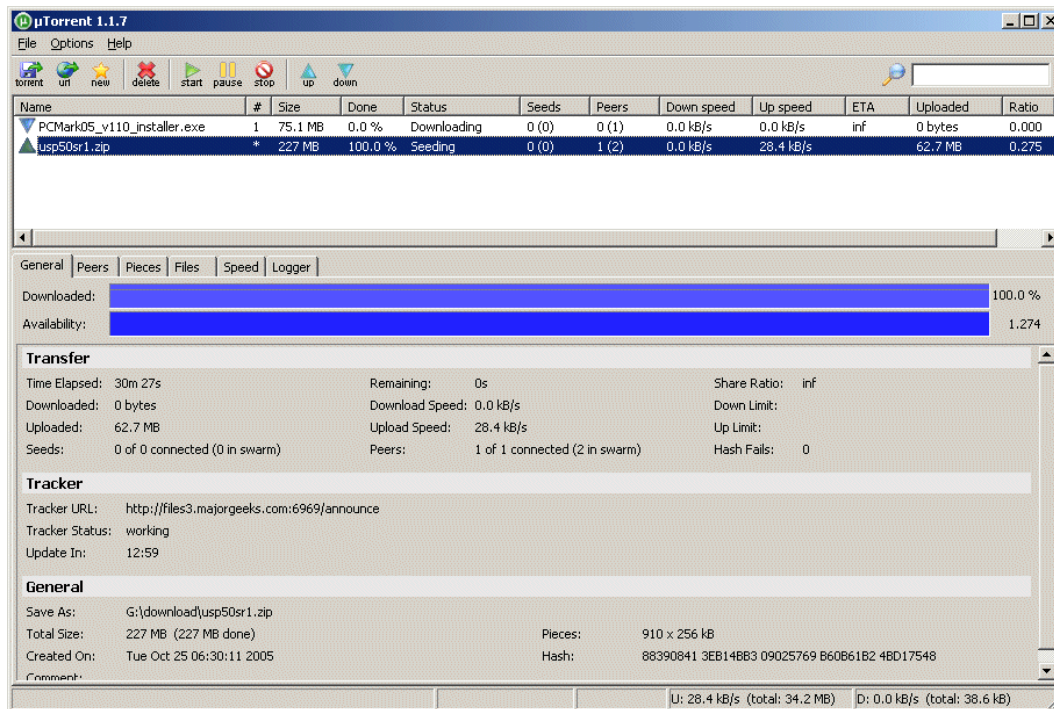 µTorrent 1.1.7
File Options Help
torrent url new delete start pause stop up down
Name # Size Done Status Seeds Peers Down speed Up speed ETA Uploaded Ratio
PCMark05_v110_installer.exe 1 75.1 MB 0.0 % Downloading 0 (0) 0 (1) 0.0 kB/s 0.0 kB/s inf 0 bytes 0.000
usp50sr1.zip * 227 MB 100.0 % Seeding 0 (0) 1 (2) 0.0 kB/s 28.4 kB/s 62.7 MB 0.275
General Peers Pieces Files Speed Logger
Downloaded: 100.0 %
Availability: 1.274
Transfer
Time Elapsed: 30m 27s Remaining: 0s Share Ratio: inf
Downloaded: 0 bytes Download Speed: 0.0 kB/s Down Limit:
Uploaded: 62.7 MB Upload Speed: 28.4 kB/s Up Limit:
Seeds: 0 of 0 connected (0 in swarm) Peers: 1 of 1 connected (2 in swarm) Hash Fails: 0
Tracker
Tracker URL: http://files3.majorgeeks.com:6969/announce
Tracker Status: working
Update In: 12:59
General
Save As: G:\download\usp50sr1.zip
Total Size: 227 MB (227 MB done) Pieces: 910 x 256 kB
Created On: Tue Oct 25 06:30:11 2005 Hash: 88390841 3EB14BB3 09025769 B60B61B2 4BD17548
Comment:
U: 28.4 kB/s (total: 34.2 MB) D: 0.0 kB/s (total: 38.6 kB)